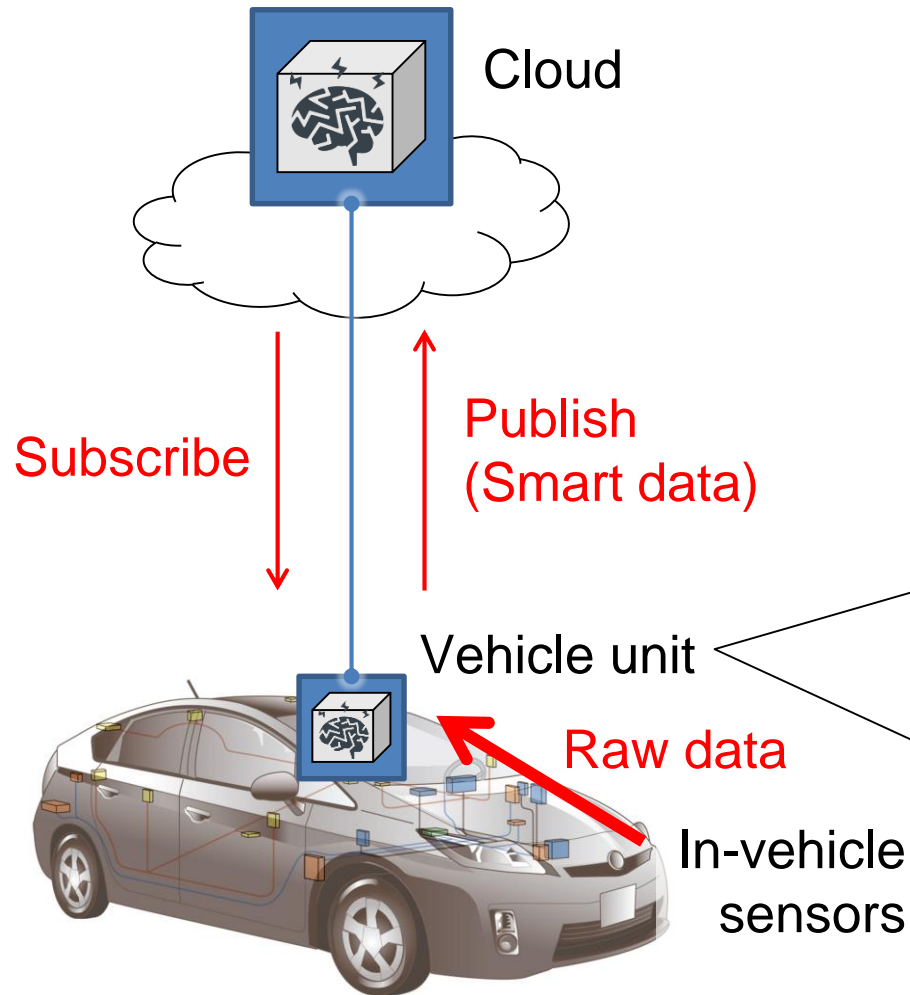 Cloud
Subscribe
Publish
(Smart data)
Vehicle unit
Raw data
In-vehicle
sensors